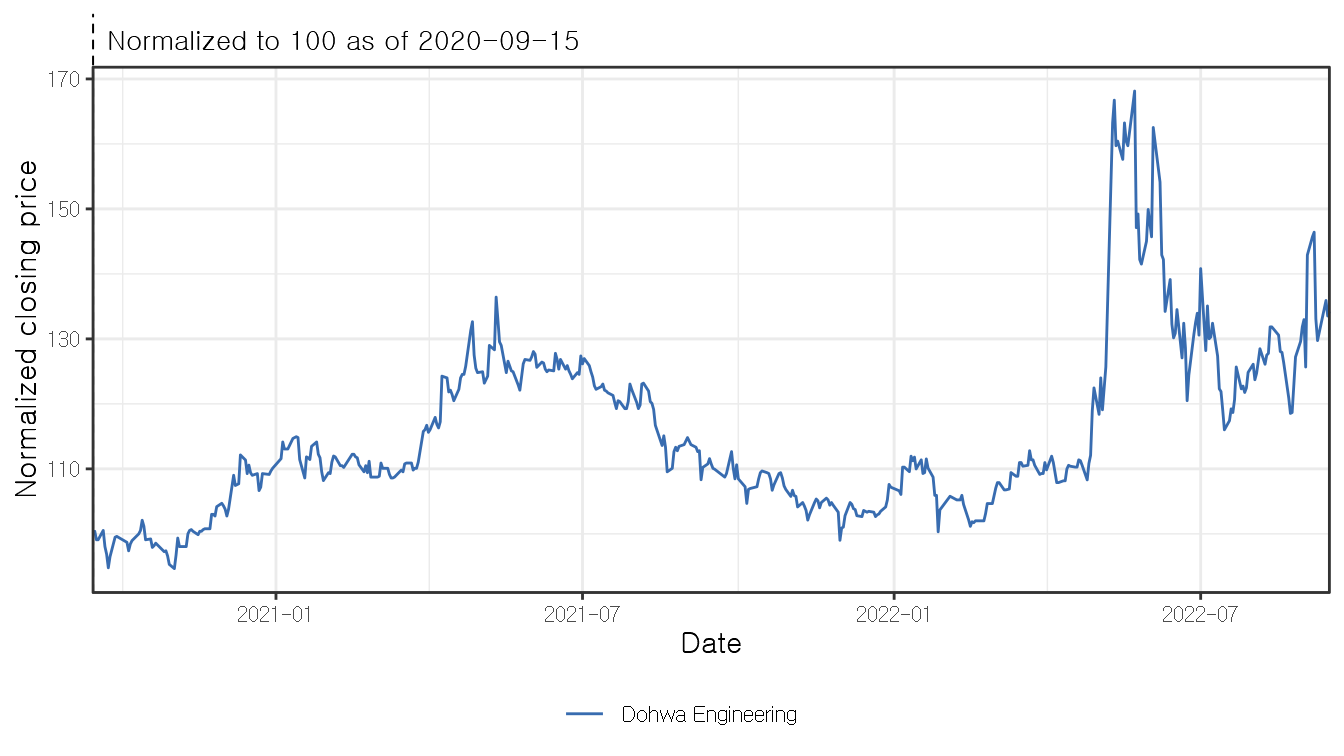 Normalized to 100 as of 2020-09-15
Normalized closing price
170
150
130
110
2021-01
2021-07
2022-01
2022-07
Date
Dohwa Engineering